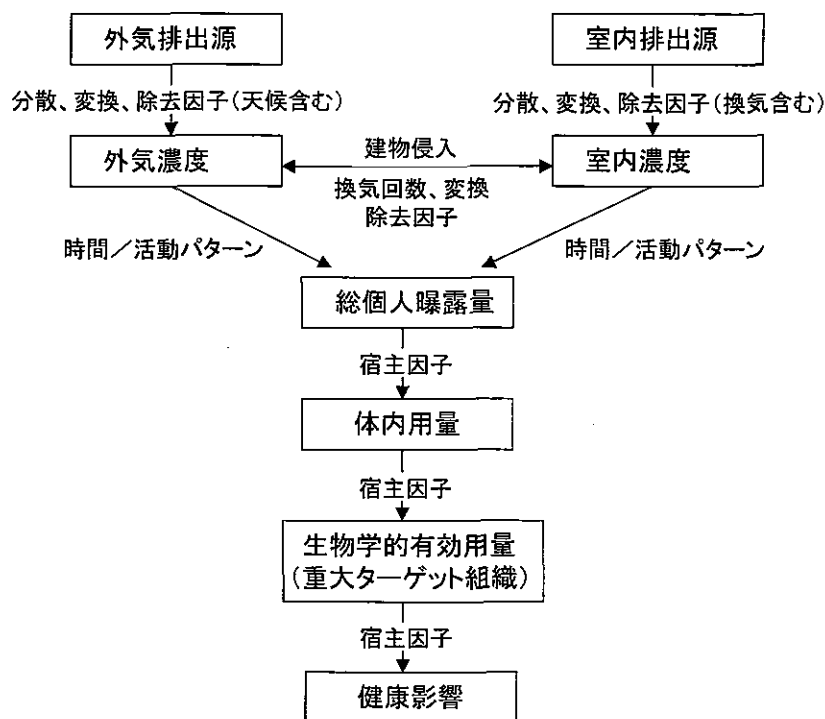 外気排出源
室内排出源
分散、変換、除去因子(天候含む)
分散、変換、除去因子(換気含む)
外気濃度
建物侵入
室内濃度
換気回数、変換
除去因子
時間／活動パターン
時間／活動パターン
総個人曝露量
宿主因子
体内用量
宿主因子
生物学的有効用量
(重大ターゲット組織)
宿主因子
健康影響